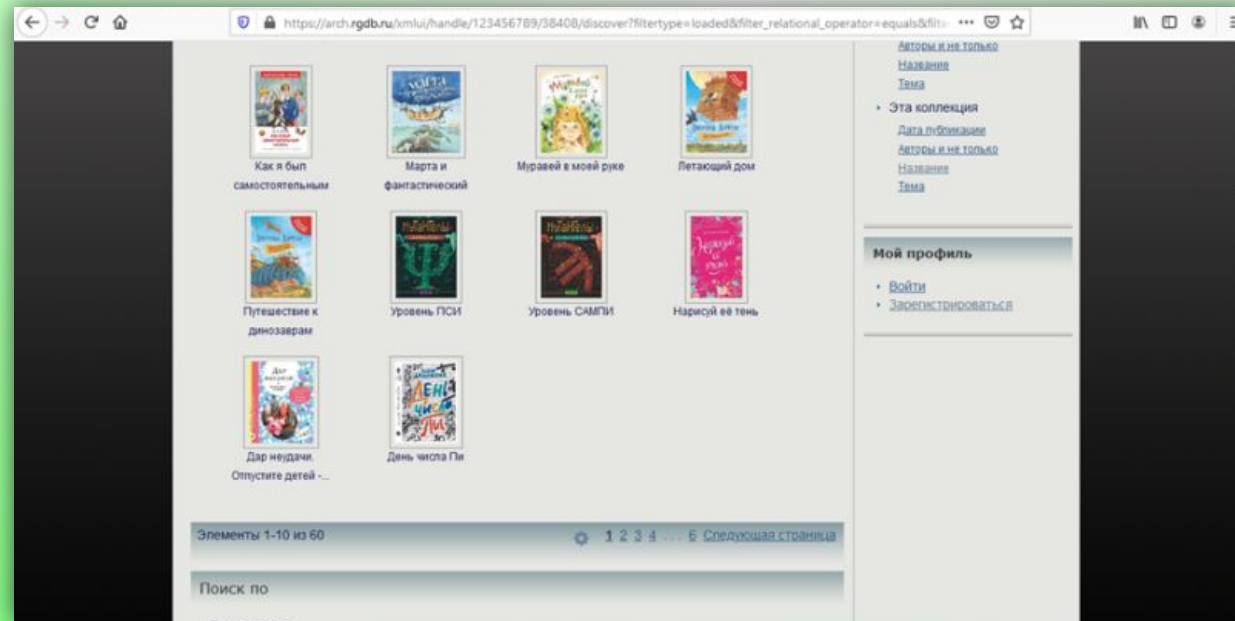 https://arch.rgdb.ru/xmlui/handle/123456789/38408/discover?filtertype=loaded&filter_relational_operator=equals&filte
Как я был
самостоятельным
Марта и
фантастический
Муравей в моей руке
Летающий дом
Путешествие к
динозаврам
Уровень ПСИ
Уровень САМПИ
Нарисуй её тень
Дар неудачи.
Отпустите детей -...
День числа Пи
ДЕНЬ
ЧИСЛА
ПИ
Элементы 1-10 из 60
1 2 3 4 . . . 6 Следующая страница
Поиск по
Авторы и не только
Название
Тема
Эта коллекция
Дата публикации
Авторы и не только
Название
Тема
Мой профиль
Войти
Зарегистрироваться